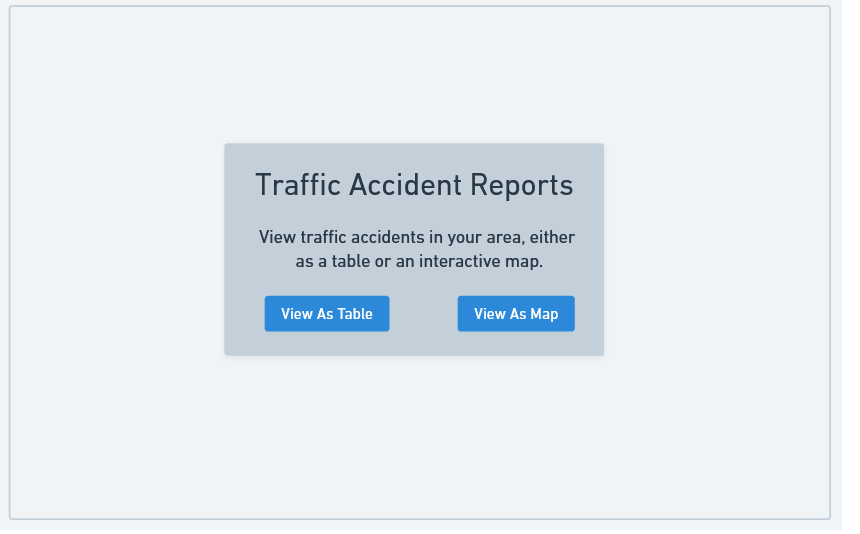 Traffic Accident Reports
View traffic accidents in your area, either
as a table or an interactive map.
View As Table
View As Map